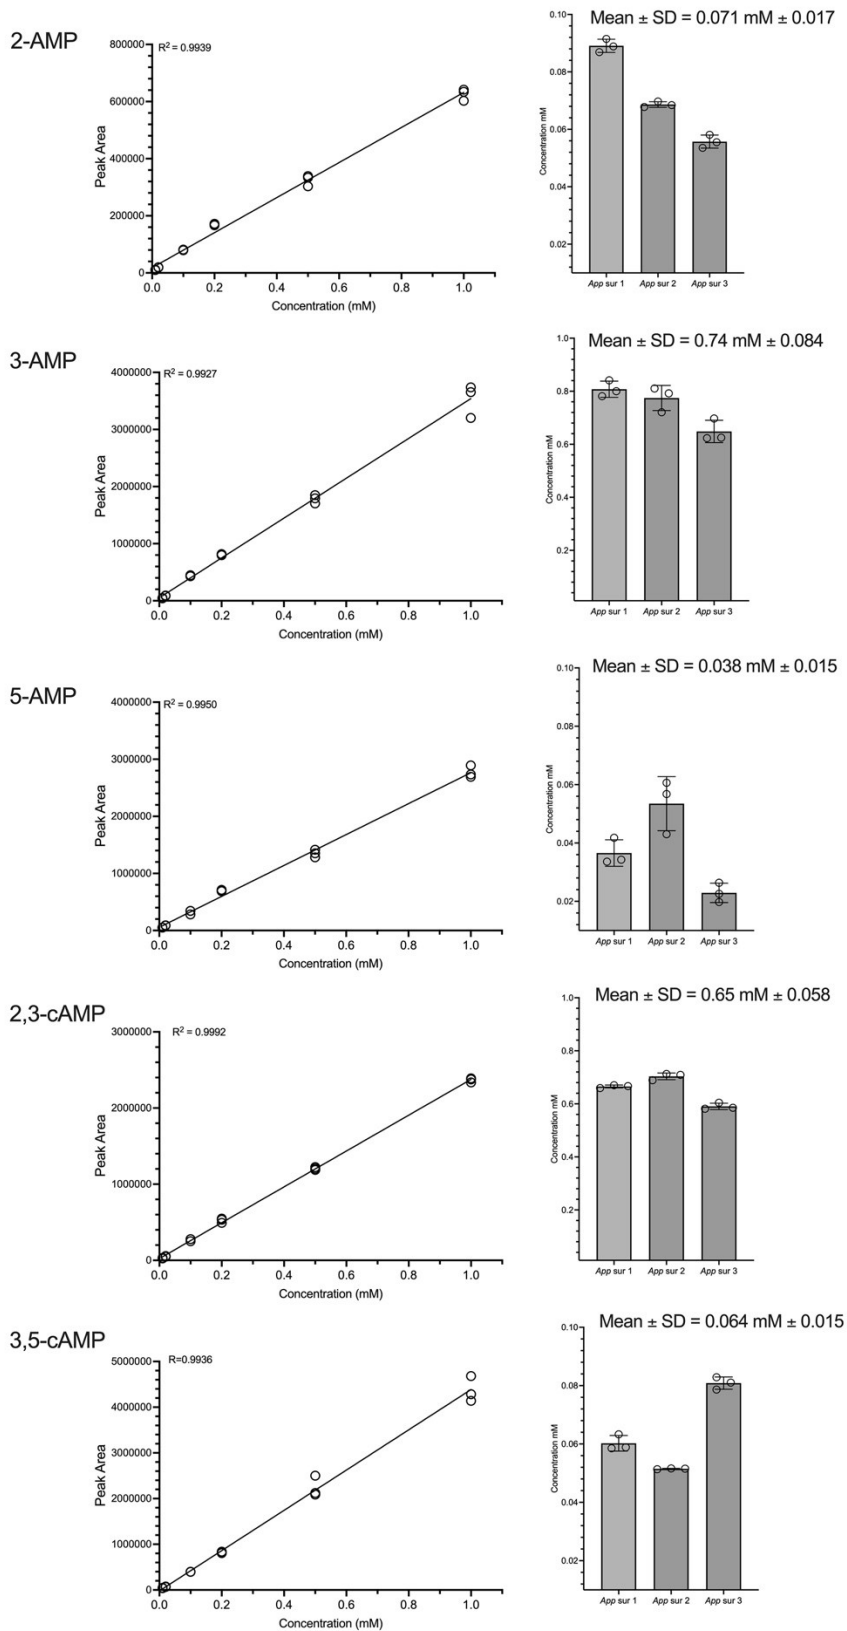 2-AMP
R² = 0.9939
800000
600000
400000
200000
0
Peak Area
0.0 0.2 0.4 0.6 0.8 1.0
Concentration (mM)
Mean ± SD = 0.071 mM ± 0.017
0.10
0.08
0.06
0.04
0.02
Concentration mM
App sur 1 App sur 2 App sur 3
3-AMP
R² = 0.9927
4000000
3000000
2000000
1000000
0
Peak Area
0.0 0.2 0.4 0.6 0.8 1.0
Concentration (mM)
Mean ± SD = 0.74 mM ± 0.084
1.0
0.8
0.6
0.4
0.2
Concentration mM
App sur 1 App sur 2 App sur 3
5-AMP
R² = 0.9950
4000000
3000000
2000000
1000000
0
Peak Area
0.0 0.2 0.4 0.6 0.8 1.0
Concentration (mM)
Mean ± SD = 0.038 mM ± 0.015
0.10
0.08
0.06
0.04
0.02
Concentration mM
App sur 1 App sur 2 App sur 3
2,3-cAMP
R² = 0.9992
3000000
2000000
1000000
0
Peak Area
0.0 0.2 0.4 0.6 0.8 1.0
Concentration (mM)
Mean ± SD = 0.65 mM ± 0.058
1.0
0.8
0.6
0.4
0.2
Concentration mM
App sur 1 App sur 2 App sur 3
3,5-cAMP
R=0.9936
5000000
4000000
3000000
2000000
1000000
0
Peak Area
0.0 0.2 0.4 0.6 0.8 1.0
Concentration (mM)
Mean ± SD = 0.064 mM ± 0.015
0.10
0.08
0.06
0.04
0.02
Concentration mM
App sur 1 App sur 2 App sur 3